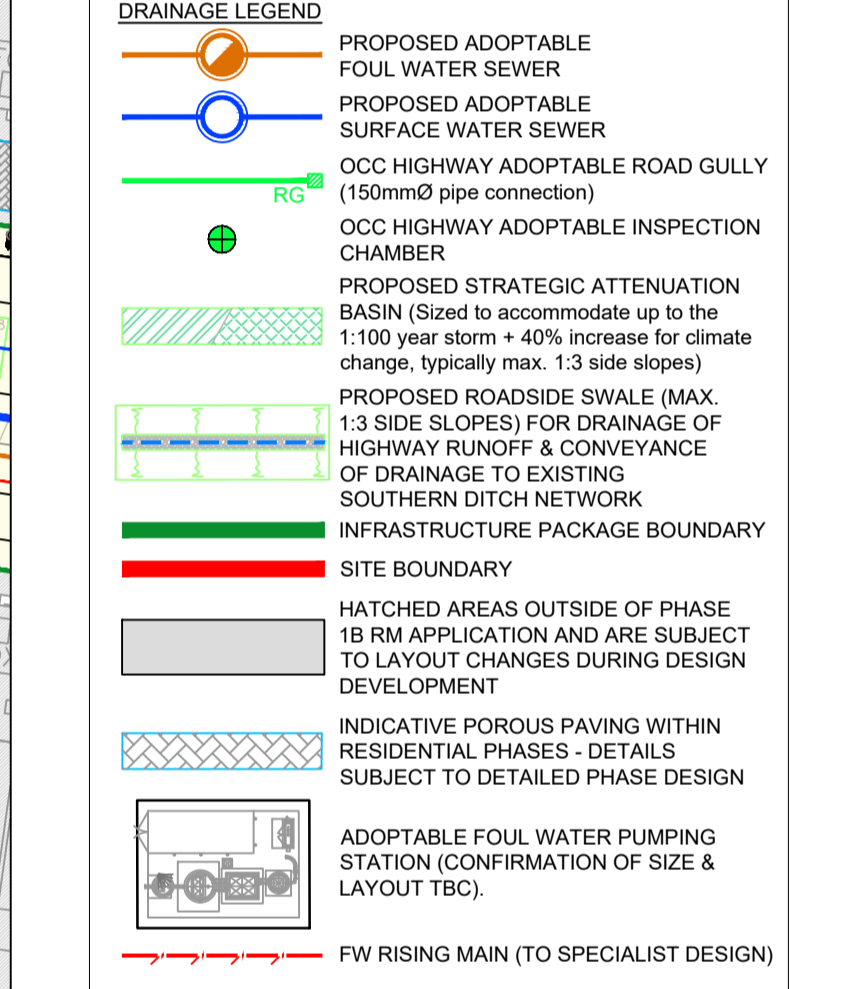 DRAINAGE LEGEND
PROPOSED ADOPTABLE
FOUL WATER SEWER
PROPOSED ADOPTABLE
SURFACE WATER SEWER
OCC HIGHWAY ADOPTABLE ROAD GULLY
(150mmØ pipe connection)
RG
OCC HIGHWAY ADOPTABLE INSPECTION
CHAMBER
PROPOSED STRATEGIC ATTENUATION
BASIN (Sized to accommodate up to the
1:100 year storm + 40% increase for climate
change, typically max. 1:3 side slopes)
PROPOSED ROADSIDE SWALE (MAX.
1:3 SIDE SLOPES) FOR DRAINAGE OF
HIGHWAY RUNOFF & CONVEYANCE
OF DRAINAGE TO EXISTING
SOUTHERN DITCH NETWORK
INFRASTRUCTURE PACKAGE BOUNDARY
SITE BOUNDARY
HATCHED AREAS OUTSIDE OF PHASE
1B RM APPLICATION AND ARE SUBJECT
TO LAYOUT CHANGES DURING DESIGN
DEVELOPMENT
INDICATIVE POROUS PAVING WITHIN
RESIDENTIAL PHASES - DETAILS
SUBJECT TO DETAILED PHASE DESIGN
ADOPTABLE FOUL WATER PUMPING
STATION (CONFIRMATION OF SIZE &
LAYOUT TBC).
FW RISING MAIN (TO SPECIALIST DESIGN)